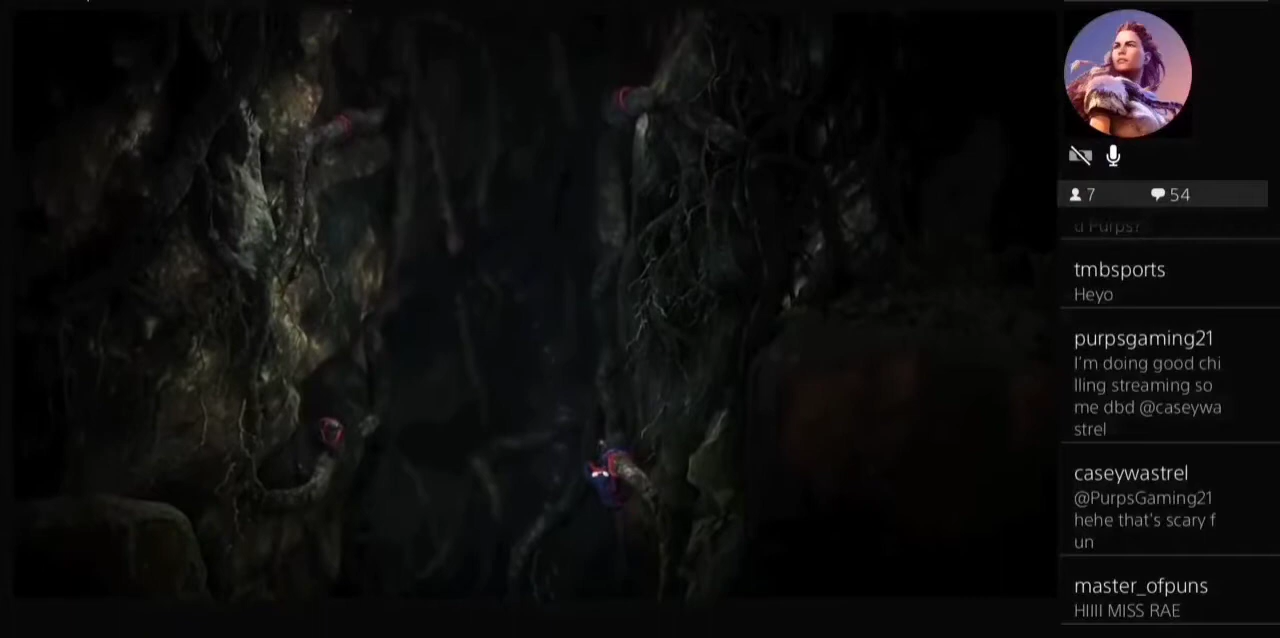 7 54
d Purps?
tmbsports
Heyo
purpsgaming21
I'm doing good chi
lling streaming so
me dbd @caseywa
strel
caseywastrel
@PurpsGaming21
hehe that's scary f
un
master_ofpuns
HIIII MISS RAE